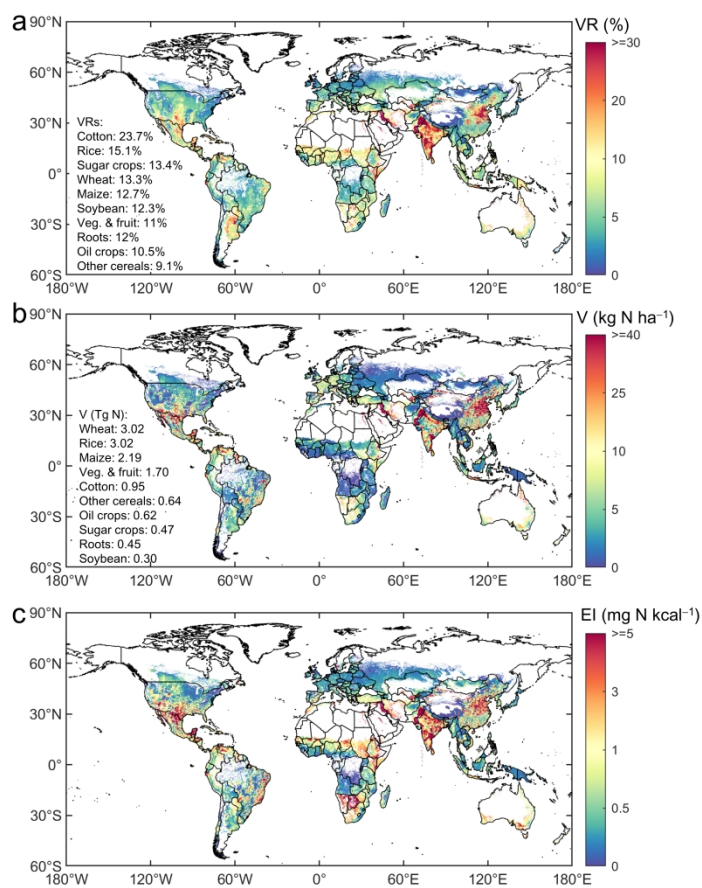 a
VR (%)
90°N
60°N
30°N
0°
30°S
60°S
VRs:
Cotton: 23.7%
Rice: 15.1%
Sugar crops: 13.4%
Wheat: 13.3%
Maize: 12.7%
Soybean: 12.3%
Veg. & fruit: 11%
Roots: 12%
Oil crops: 10.5%
Other cereals: 9.1%
180°W 120°W 60°W 0° 60°E 120°E 180°E
>=30
20
10
5
0
b
V (kg N ha⁻¹)
90°N
60°N
30°N
0°
30°S
60°S
V (Tg N):
Wheat: 3.02
Rice: 3.02
Maize: 2.19
Veg. & fruit: 1.70
Cotton: 0.95
Other cereals: 0.64
Oil crops: 0.62
Sugar crops: 0.47
Roots: 0.45
Soybean: 0.30
180°W 120°W 60°W 0° 60°E 120°E 180°E
>=40
25
10
5
0
c
EI (mg N kcal⁻¹)
90°N
60°N
30°N
0°
30°S
60°S
180°W 120°W 60°W 0° 60°E 120°E 180°E
>=5
3
1
0.5
0